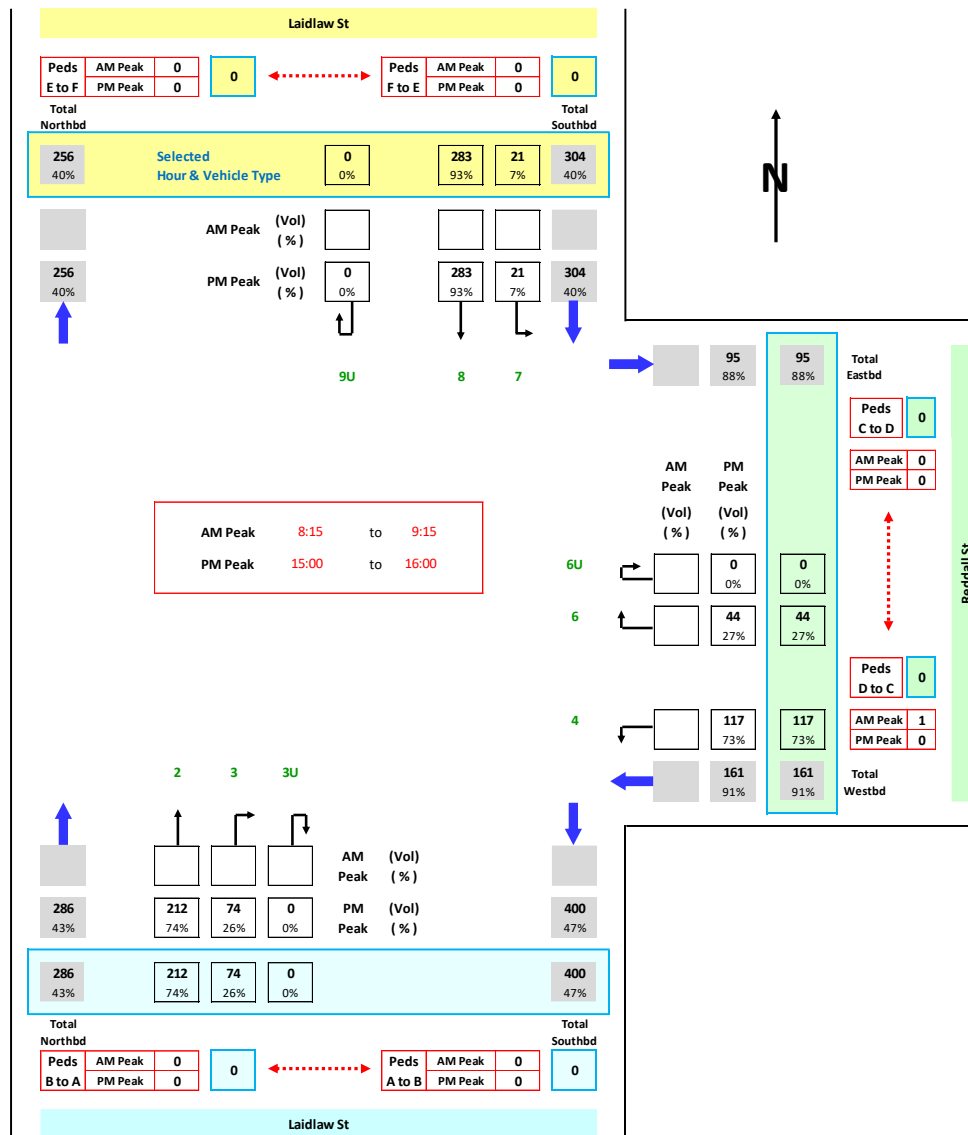 Laidlaw St
Peds E to F AM Peak 0 0 Peds F to E AM Peak 0 0
PM Peak 0 PM Peak 0
Total Total
Northbd Southbd
256 Selected 0 283 21 304
40% Hour & Vehicle Type 0% 93% 7% 40%
AM Peak (Vol)
( % )
256 PM Peak (Vol) 0 283 21 304
40% ( % ) 0% 93% 7% 40%
N
9U 8 7
95 95 Total
88% 88% Eastbd
Peds 0
C to D
AM Peak 0
PM Peak 0
AM PM
Peak Peak
(Vol) (Vol)
( % ) ( % )
AM Peak 8:15 to 9:15
PM Peak 15:00 to 16:00
6U 0 0
0% 0%
6 44 44
27% 27%
Reddall St
Peds 0
D to C
4 117 117 AM Peak 1
73% 73% PM Peak 0
161 161 Total
91% 91% Westbd
2 3 3U
AM (Vol)
Peak ( % )
286 212 74 0 PM (Vol) 400
43% 74% 26% 0% Peak ( % ) 47%
286 212 74 0 400
43% 74% 26% 0% 47%
Total Total
Northbd Southbd
Peds B to A AM Peak 0 0 Peds A to B AM Peak 0 0
PM Peak 0 PM Peak 0
Laidlaw St